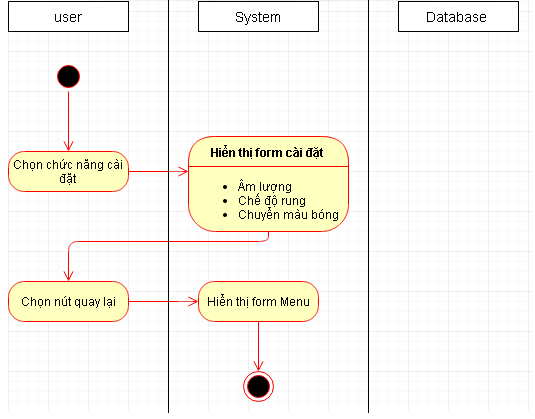 user
System
Database
Chọn chức năng cài
đặt
Hiển thị form cài đặt
Âm lượng
Chế độ rung
Chuyển màu bóng
Chọn nút quay lại
Hiển thị form Menu